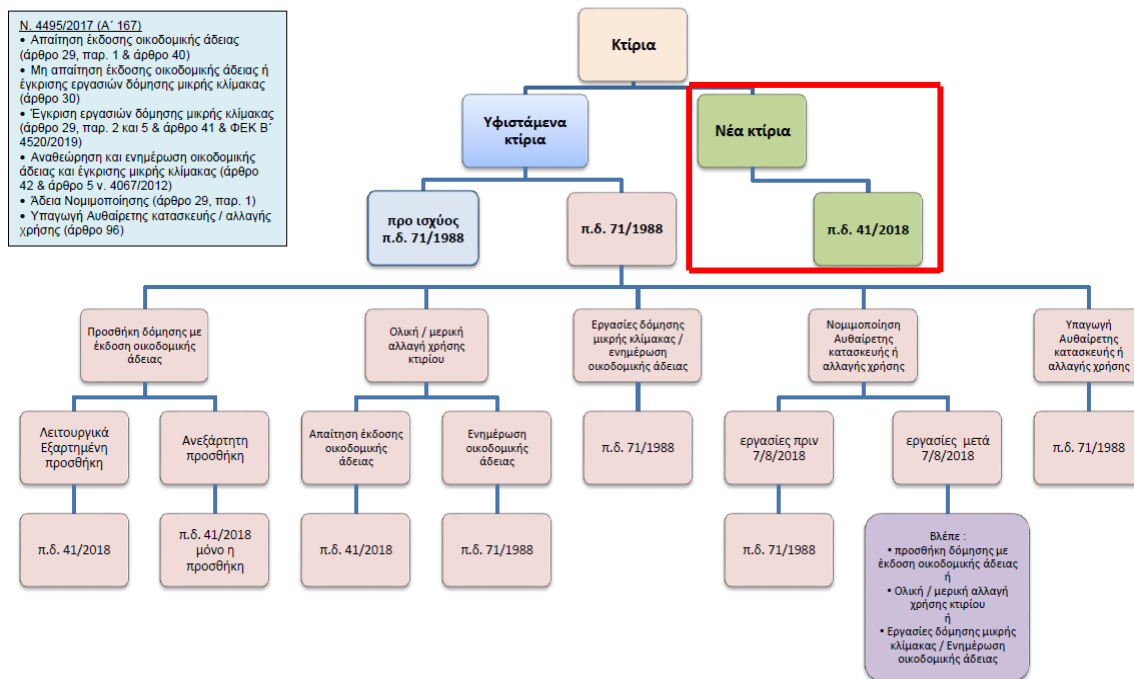 Ν. 4495/2017 (Α΄ 167)
• Απαίτηση έκδοσης οικοδομικής άδειας
(άρθρο 29, παρ. 1 & άρθρο 40)
• Μη απαίτηση έκδοσης οικοδομικής άδειας ή
έγκρισης εργασιών δόμησης μικρής κλίμακας
(άρθρο 30)
• Έγκριση εργασιών δόμησης μικρής κλίμακας
(άρθρο 29, παρ. 2 και 5 & άρθρο 41 & ΦΕΚ Β΄
4520/2019)
• Αναθεώρηση και ενημέρωση οικοδομικής
άδειας και έγκρισης μικρής κλίμακας (άρθρο
42 & άρθρο 5 ν. 4067/2012)
• Άδεια Νομιμοποίησης (άρθρο 29, παρ. 1)
• Υπαγωγή Αυθαίρετης κατασκευής / αλλαγής
χρήσης (άρθρο 96)
Κτίρια
Υφιστάμενα
κτίρια
Νέα κτίρια
προ ισχύος
π.δ. 71/1988
π.δ. 71/1988
π.δ. 41/2018
Προσθήκη δόμησης με
έκδοση οικοδομικής
άδειας
Ολική / μερική
αλλαγή χρήσης
κτιρίου
Εργασίες δόμησης
μικρής κλίμακας /
ενημέρωση
οικοδομικής άδειας
Νομιμοποίηση
Αυθαίρετης
κατασκευής ή
αλλαγής χρήσης
Υπαγωγή
Αυθαίρετης
κατασκευής ή
αλλαγής χρήσης
Λειτουργικά
Εξαρτημένη
προσθήκη
Ανεξάρτητη
προσθήκη
Απαίτηση έκδοσης
οικοδομικής
άδειας
Ενημέρωση
οικοδομικής
άδειας
π.δ. 71/1988
εργασίες πριν
7/8/2018
εργασίες μετά
7/8/2018
π.δ. 71/1988
π.δ. 41/2018
π.δ. 41/2018
μόνο η
προσθήκη
π.δ. 41/2018
π.δ. 71/1988
π.δ. 71/1988
Βλέπε :
• προσθήκη δόμησης με
έκδοση οικοδομικής άδειας
ή
• Ολική / μερική αλλαγή
χρήσης κτιρίου
ή
• Εργασίες δόμησης μικρής
κλίμακας / Ενημέρωση
οικοδομικής άδειας